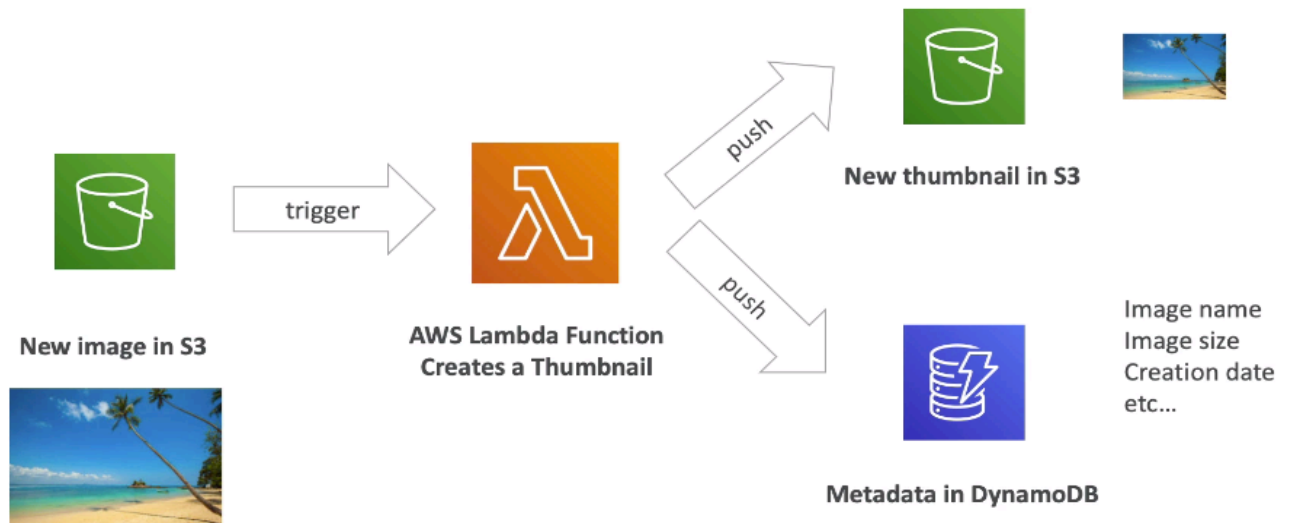 New image in S3
trigger
AWS Lambda Function
Creates a Thumbnail
push
New thumbnail in S3
push
Metadata in DynamoDB
Image name
Image size
Creation date
etc...